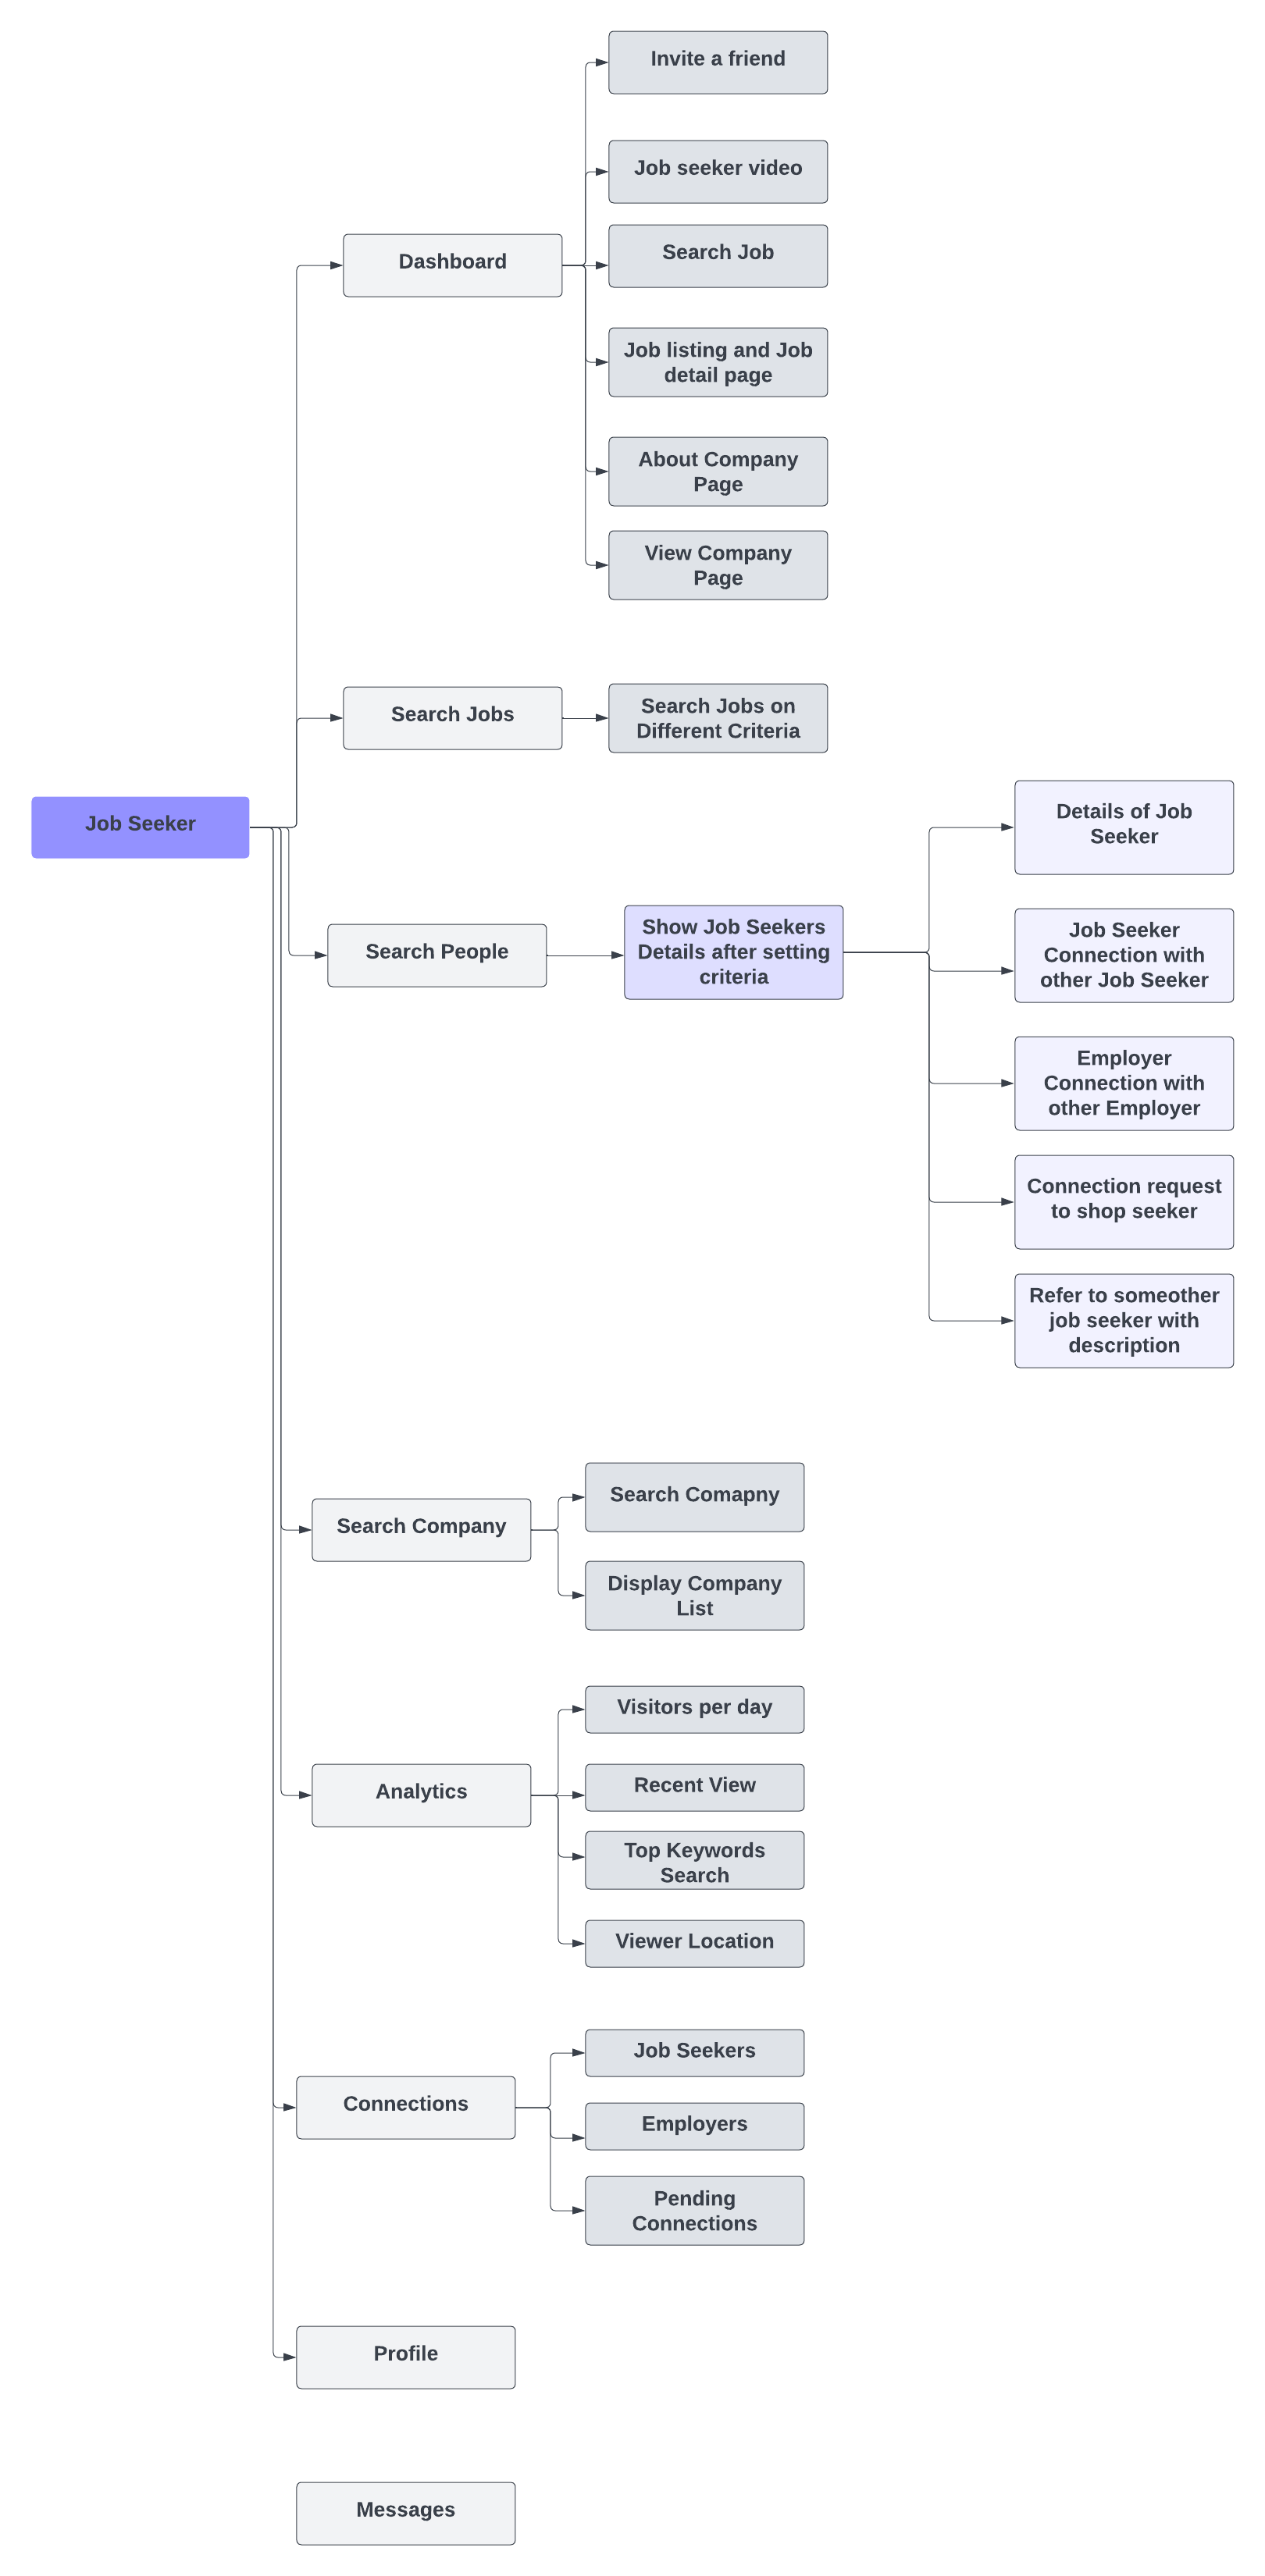 Invite a friend
Job seeker video
Dashboard
Search Job
Job listing and Job
detail page
About Company
Page
View Company
Page
Search Jobs
Search Jobs on
Different Criteria
Job Seeker
Search People
Show Job Seekers
Details after setting
criteria
Details of Job
Seeker
Job Seeker
Connection with
other Job Seeker
Employer
Connection with
other Employer
Connection request
to shop seeker
Refer to someother
job seeker with
description
Search Company
Search Comapny
Display Company
List
Analytics
Visitors per day
Recent View
Top Keywords
Search
Viewer Location
Connections
Job Seekers
Employers
Pending
Connections
Profile
Messages